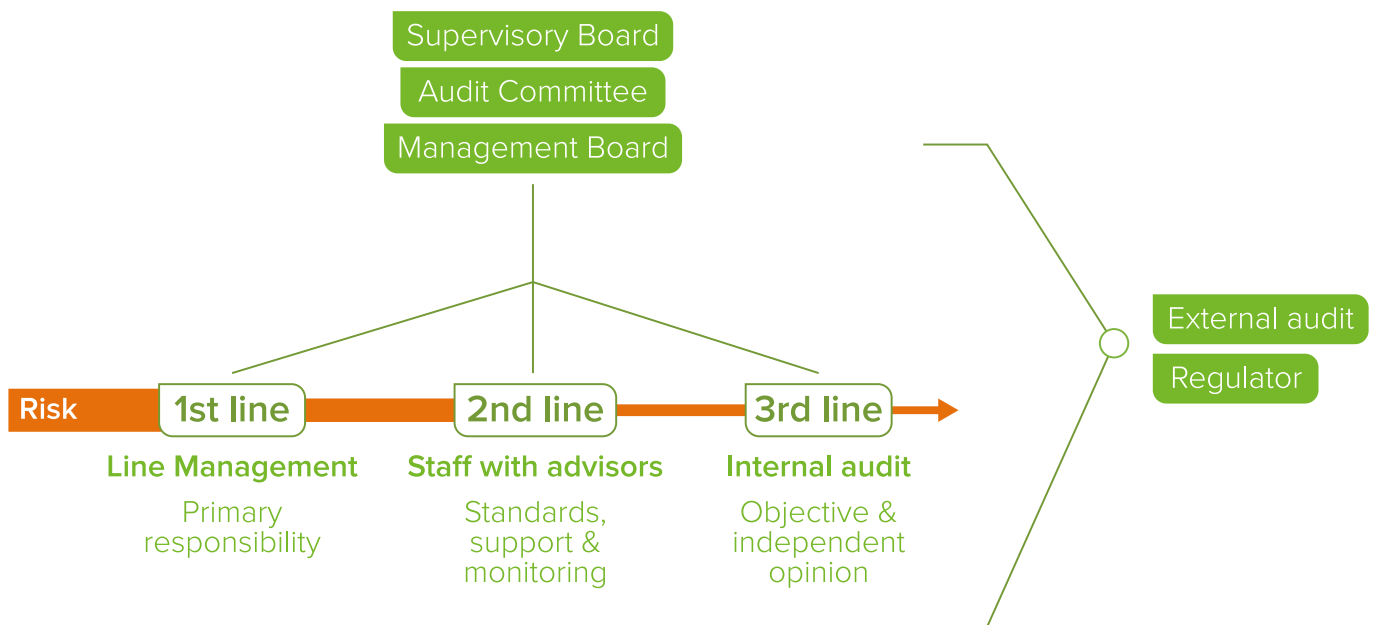 Supervisory Board
Audit Committee
Management Board
External audit
Regulator
Risk
1st line
2nd line
3rd line
Line Management
Primary
responsibility
Staff with advisors
Standards,
support &
monitoring
Internal audit
Objective &
independent
opinion